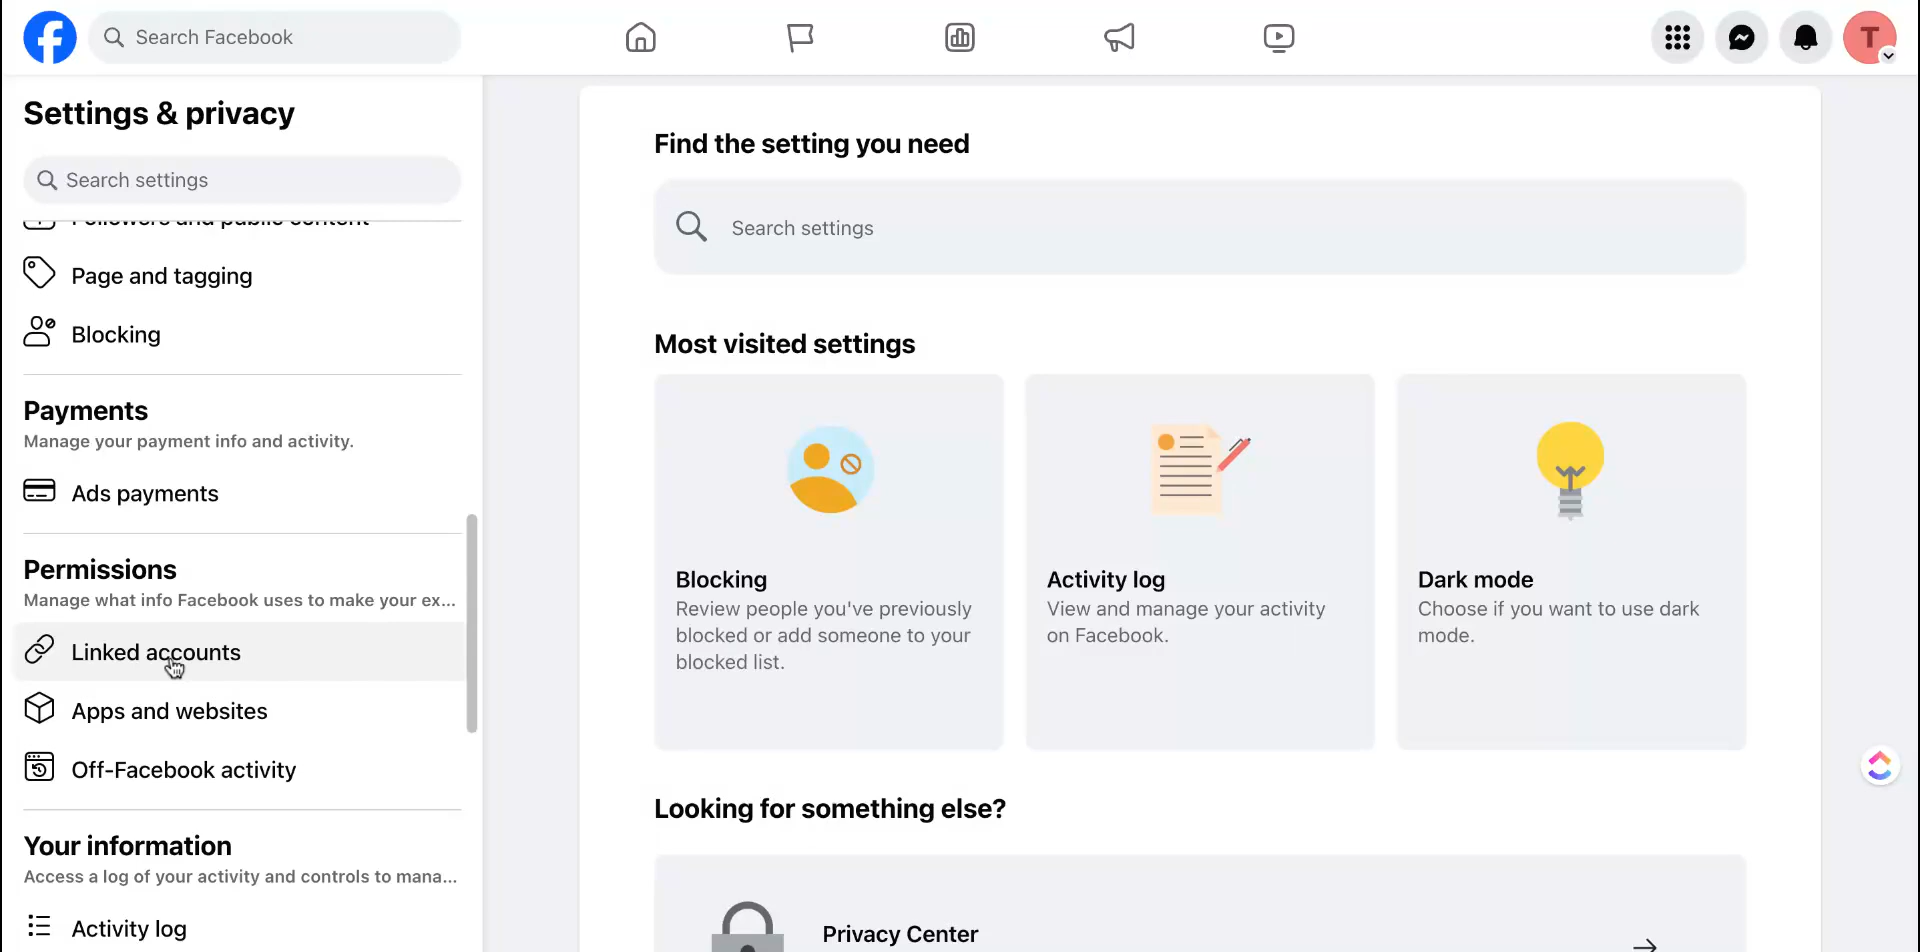 Search Facebook
T
Settings & privacy
Search settings
Followers and public content
Page and tagging
Blocking
Payments
Manage your payment info and activity.
Ads payments
Permissions
Manage what info Facebook uses to make your ex...
Linked accounts
Apps and websites
Off-Facebook activity
Your information
Access a log of your activity and controls to mana...
Activity log
Find the setting you need
Search settings
Most visited settings
Blocking
Review people you've previously
blocked or add someone to your
blocked list.
Activity log
View and manage your activity
on Facebook.
Dark mode
Choose if you want to use dark
mode.
Looking for something else?
Privacy Center